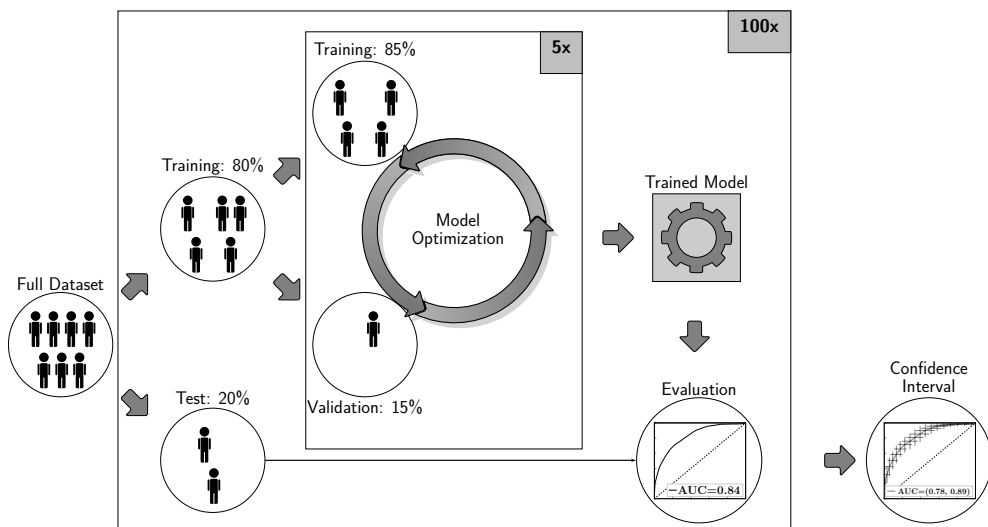 100x
5x
Training: 85%
Training: 80%
Model
Optimization
Trained Model
Full Dataset
Test: 20%
Validation: 15%
Evaluation
AUC=0.84
Confidence
Interval
AUC=(0.78, 0.89)